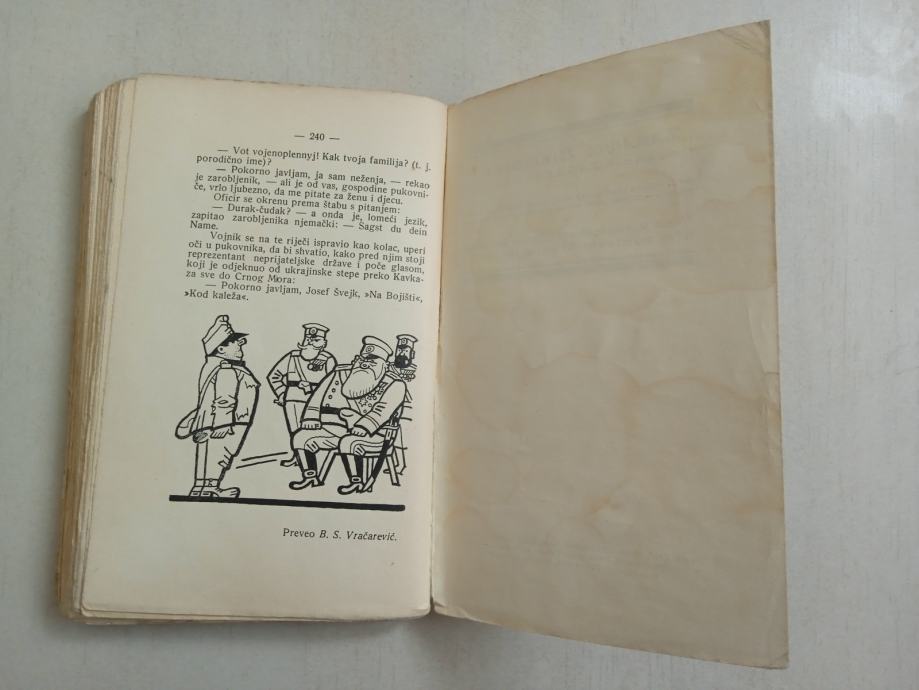 — 240 —
— Vot vojenoplennyj! Kak tvoja familija? (t. j.
porodično ime)?
— Pokorno javljam, ja sam neženja, — rekao
je zarobljenik, — ali je od vas, gospodine pukovni-
če, vrlo ljubezno, da me pitate za ženu i djecu.
Oficir se okrenu prema štabu s pitanjem:
— Durak-čudak? — a onda je, lomeći jezik,
zapitao zarobljenika njemački: — Sagst du dein
Name.
Vojnik se na te riječi ispravio kao kolac, uperi
oči u pukovnika, da bi shvatio, kako pred njim stoji
reprezentant neprijateljske države i poče glasom,
koji je odjeknuo od ukrajinske stepe preko Kavka-
za sve do Crnog Mora:
— Pokorno javljam, Josef Švejk, »Na Bojišti«,
»Kod kaleža«.
Preveo B. S. Vračarević.